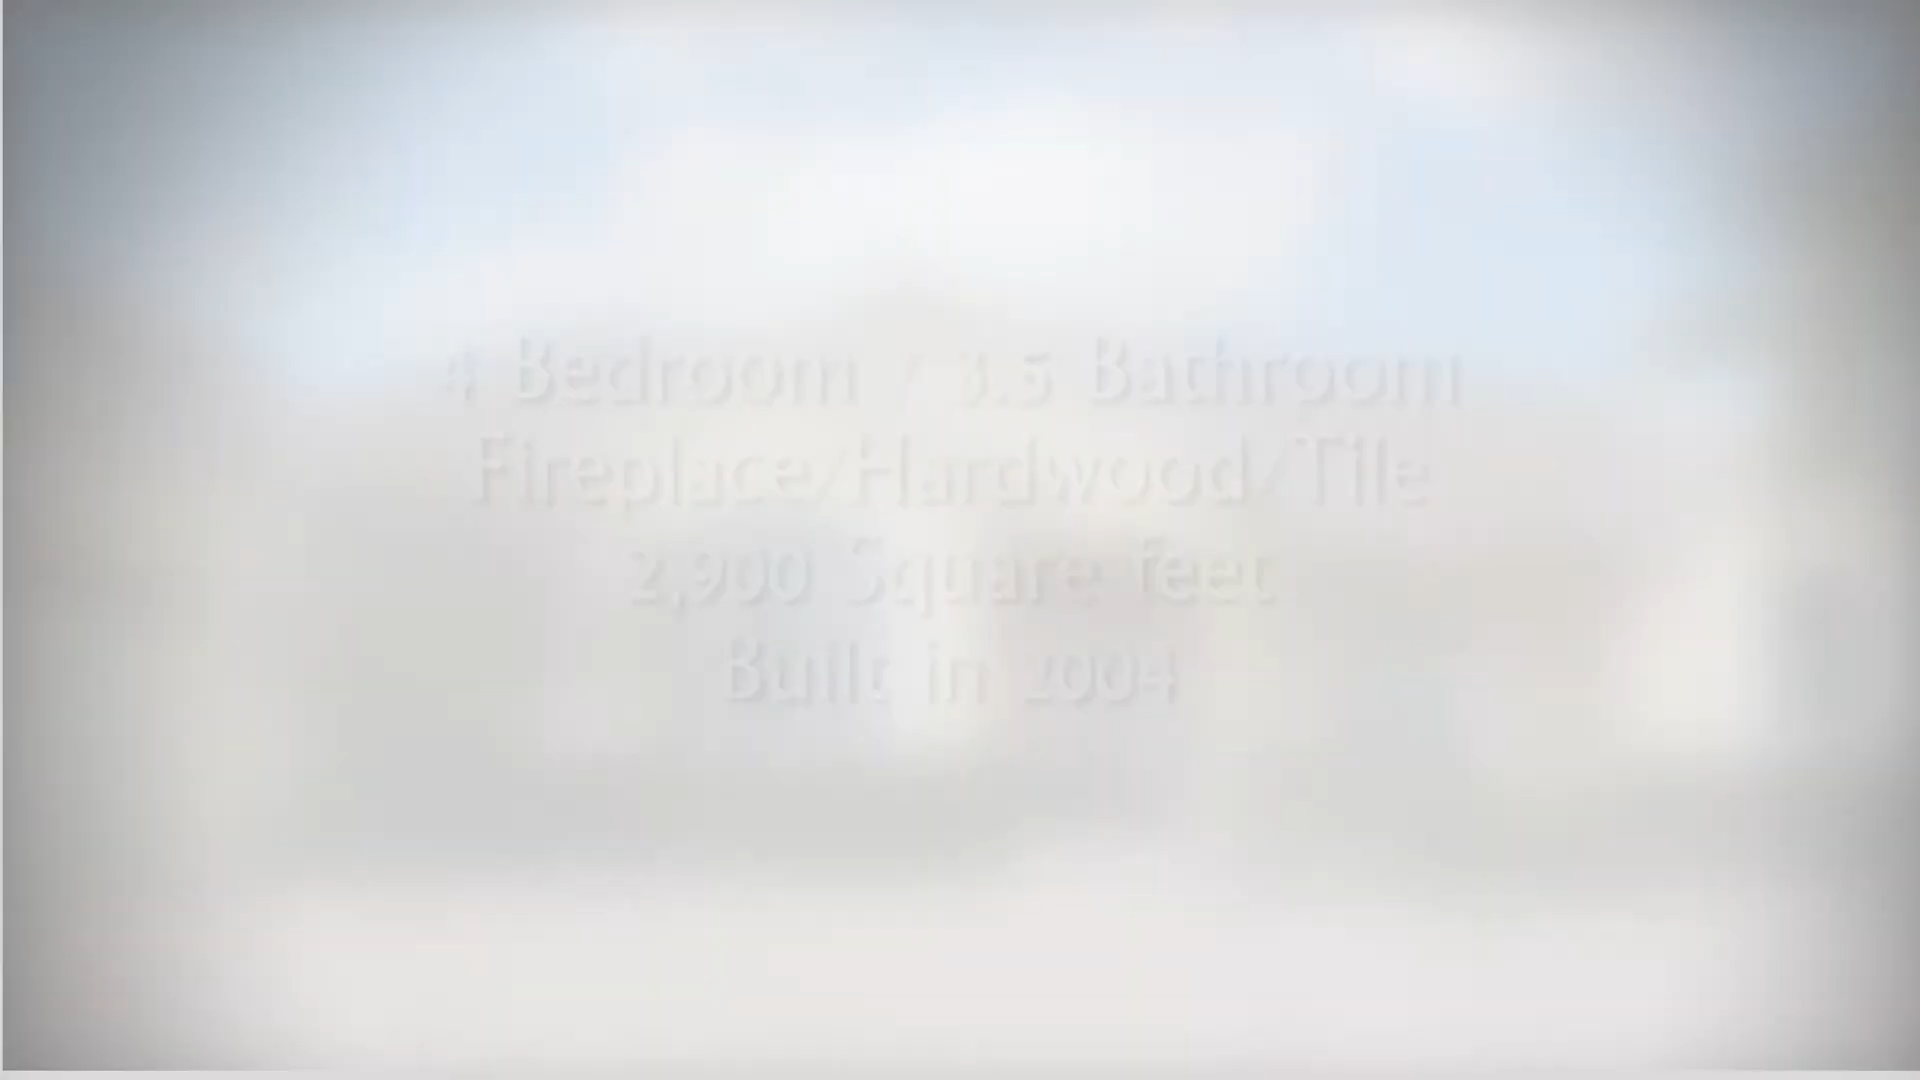 4 Bedroom / 3.5 Bathroom
Fireplace/Hardwood/Tile
2,900 Square feet
Built in 2004